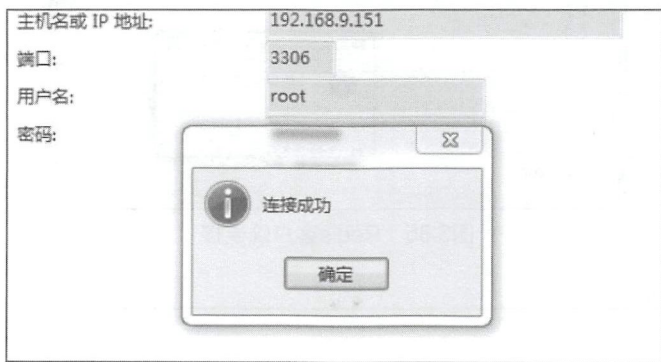 主机名或 IP 地址: 192.168.9.151
端口: 3306
用户名: root
密码:
连接成功
确定